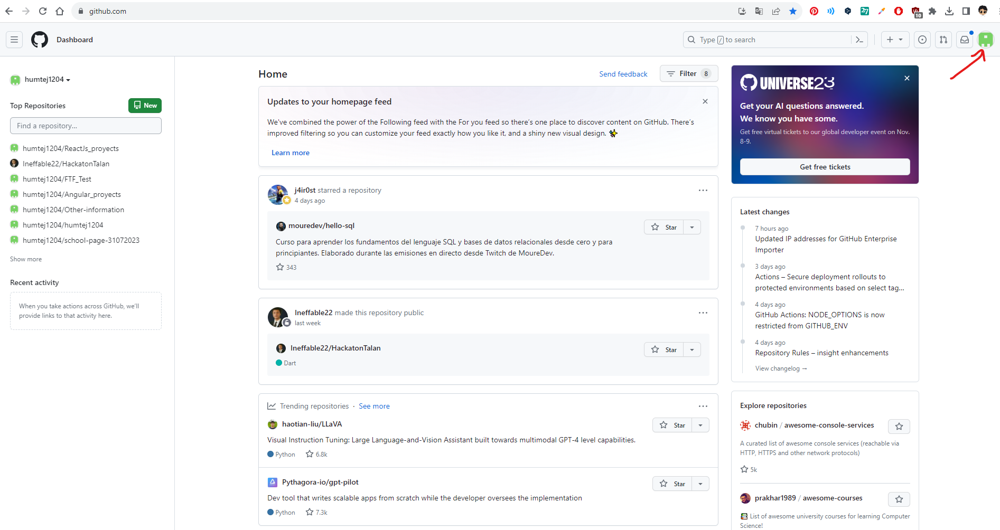 github.com
27
10
Dashboard
Type / to search
humtej1204
Top Repositories
New
Find a repository...
humtej1204/ReactJs_proyects
Ineffable22/HackatonTalan
humtej1204/FTF_Test
humtej1204/Angular_proyects
humtej1204/Other-information
humtej1204/humtej1204
humtej1204/school-page-31072023
Show more
Recent activity
When you take actions across GitHub, we'll
provide links to that activity here.
Home
Send feedback
Filter 8
Updates to your homepage feed
We've combined the power of the Following feed with the For you feed so there's one place to discover content on GitHub. There's
improved filtering so you can customize your feed exactly how you like it, and a shiny new visual design. ✨
Learn more
j4ir0st starred a repository
4 days ago
mouredev/hello-sql
Star
Curso para aprender los fundamentos del lenguaje SQL y bases de datos relacionales desde cero y para
principiantes. Elaborado durante las emisiones en directo desde Twitch de MoureDev.
343
Ineffable22 made this repository public
last week
Ineffable22/HackatonTalan
Star
Dart
Trending repositories · See more
haotian-liu/LLaVA
Star
Visual Instruction Tuning: Large Language-and-Vision Assistant built towards multimodal GPT-4 level capabilities.
Python 6.8k
Pythagora-io/gpt-pilot
Star
Dev tool that writes scalable apps from scratch while the developer oversees the implementation
Python 7.3k
UNIVERSE23
Get your AI questions answered.
We know you have some.
Get free virtual tickets to our global developer event on Nov.
8-9.
Get free tickets
Latest changes
7 hours ago
Updated IP addresses for GitHub Enterprise
Importer
3 days ago
Actions – Secure deployment rollouts to
protected environments based on select tag...
4 days ago
GitHub Actions: NODE_OPTIONS is now
restricted from GITHUB_ENV
4 days ago
Repository Rules – insight enhancements
View changelog →
Explore repositories
chubin / awesome-console-services
A curated list of awesome console services (reachable via
HTTP, HTTPS and other network protocols)
5k
prakhar1989 / awesome-courses
📚 List of awesome university courses for learning Computer
Science!